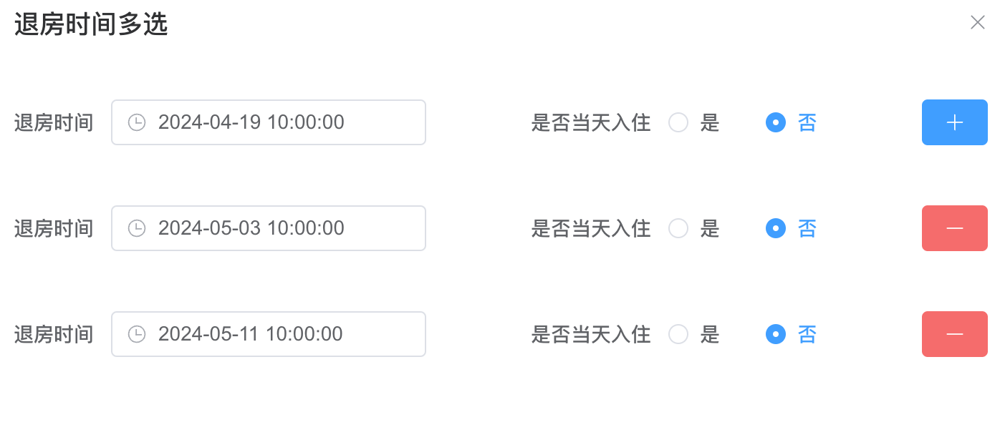 退房时间多选
退房时间 2024-04-19 10:00:00 是否当天入住 是 否
退房时间 2024-05-03 10:00:00 是否当天入住 是 否
退房时间 2024-05-11 10:00:00 是否当天入住 是 否